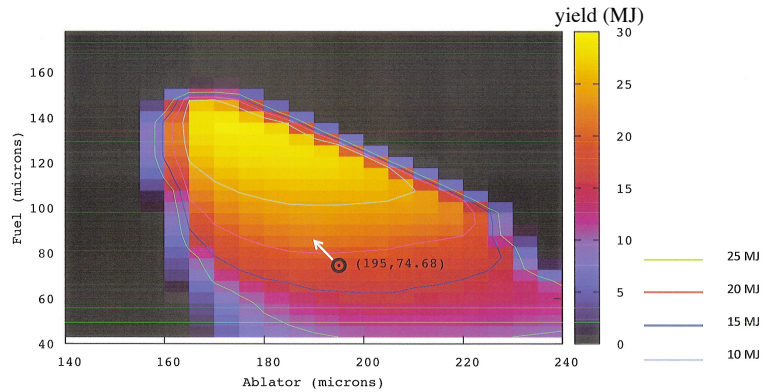 yield (MJ)
30
25
20
15
10
5
0
Fuel (microns)
160
140
120
100
80
60
40
(195,74.68)
140 160 180 200 220 240
Ablator (microns)
25 MJ
20 MJ
15 MJ
10 MJ